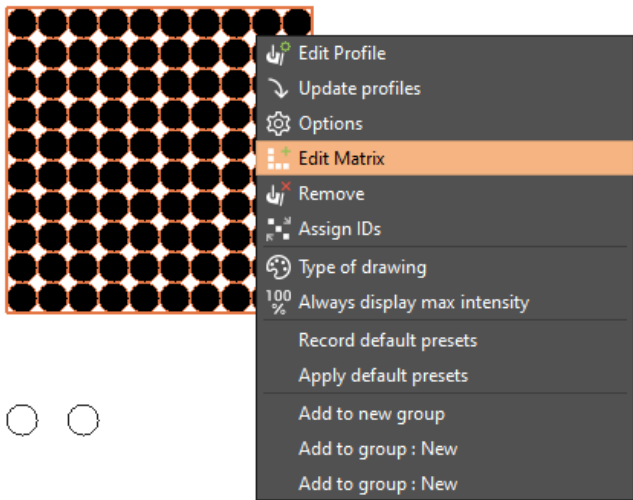 Edit Profile
Update profiles
Options
Edit Matrix
Remove
Assign IDs
Type of drawing
100
%
Always display max intensity
Record default presets
Apply default presets
Add to new group
Add to group : New
Add to group : New